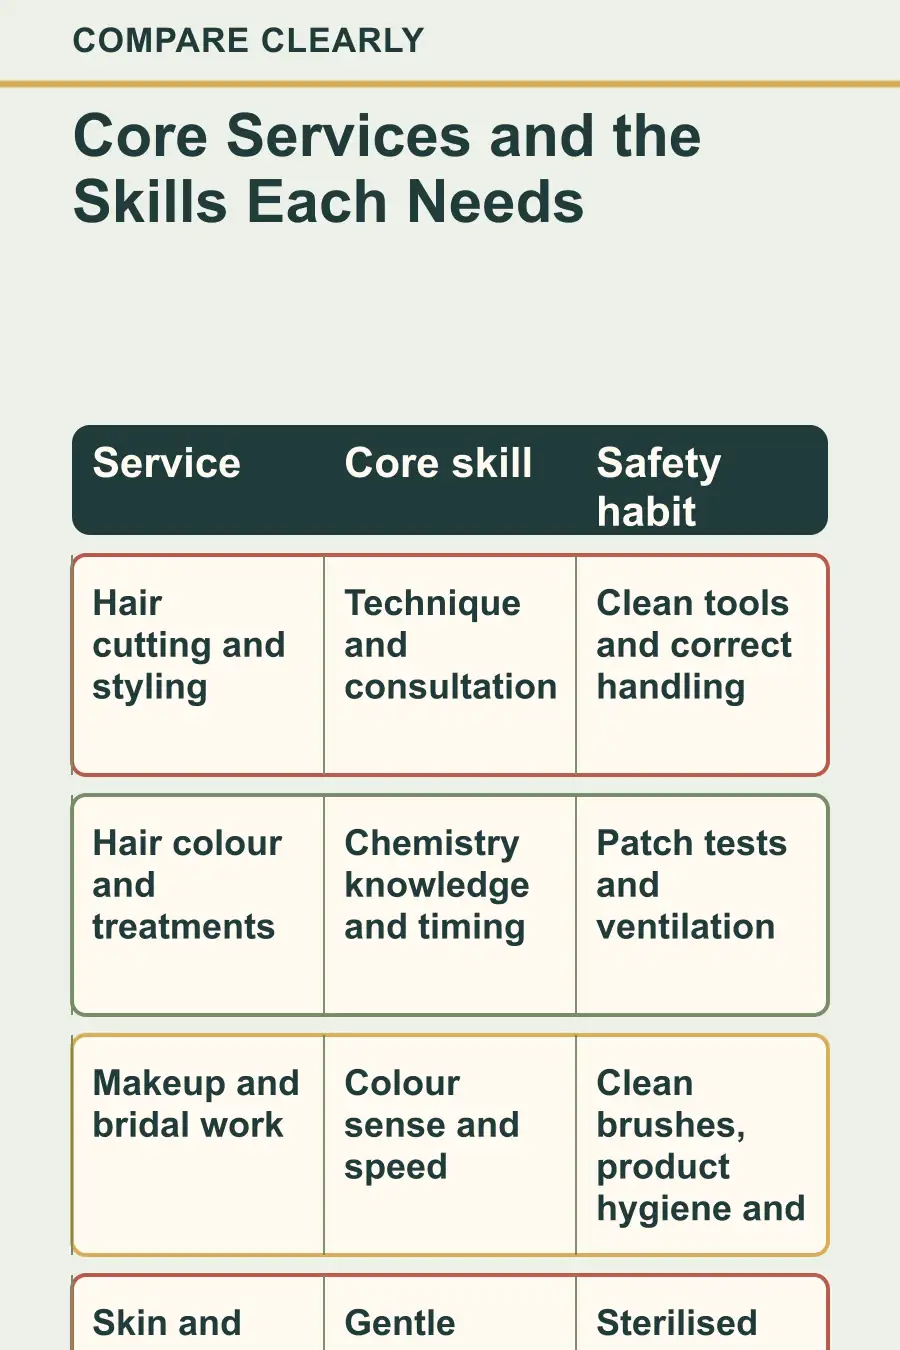 COMPARE CLEARLY
Core Services and the
Skills Each Needs
Service
Core skill
Safety
habit
Hair
cutting and
styling
Technique
and
consultation
Clean tools
and correct
handling
Hair colour
and
treatments
Chemistry
knowledge
and timing
Patch tests
and
ventilation
Makeup and
bridal work
Colour
sense and
speed
Clean
brushes,
product
hygiene and
Skin and
Gentle
Sterilised